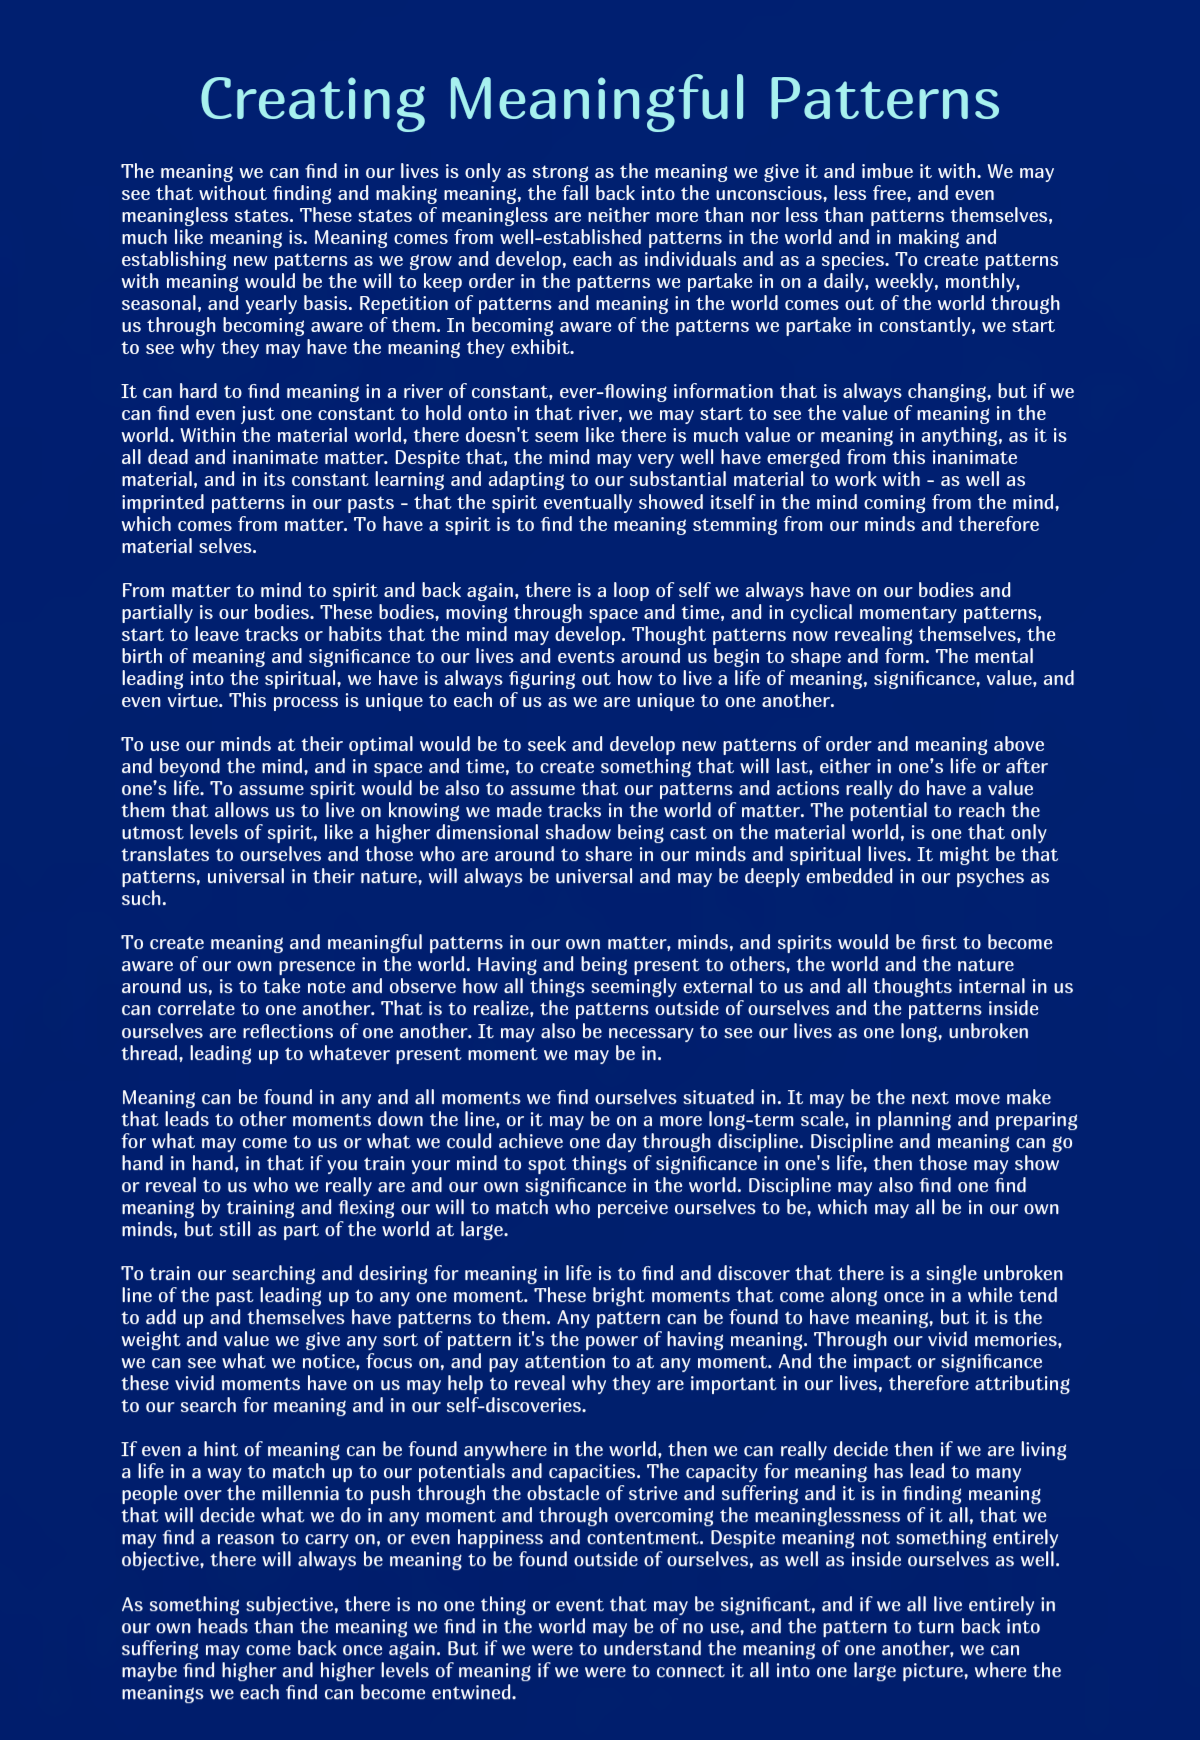 Creating Meaningful Patterns
The meaning we can find in our lives is only as strong as the meaning we give it and imbue it with. We may
see that without finding and making meaning, the fall back into the unconscious, less free, and even
meaningless states. These states of meaningless are neither more than nor less than patterns themselves,
much like meaning is. Meaning comes from well-established patterns in the world and in making and
establishing new patterns as we grow and develop, each as individuals and as a species. To create patterns
with meaning would be the will to keep order in the patterns we partake in on a daily, weekly, monthly,
seasonal, and yearly basis. Repetition of patterns and meaning in the world comes out of the world through
us through becoming aware of them. In becoming aware of the patterns we partake in constantly, we start
to see why they may have the meaning they exhibit.
It can hard to find meaning in a river of constant, ever-flowing information that is always changing, but if we
can find even just one constant to hold onto in that river, we may start to see the value of meaning in the
world. Within the material world, there doesn't seem like there is much value or meaning in anything, as it is
all dead and inanimate matter. Despite that, the mind may very well have emerged from this inanimate
material, and in its constant learning and adapting to our substantial material to work with - as well as
imprinted patterns in our pasts - that the spirit eventually showed itself in the mind coming from the mind,
which comes from matter. To have a spirit is to find the meaning stemming from our minds and therefore
material selves.
From matter to mind to spirit and back again, there is a loop of self we always have on our bodies and
partially is our bodies. These bodies, moving through space and time, and in cyclical momentary patterns,
start to leave tracks or habits that the mind may develop. Thought patterns now revealing themselves, the
birth of meaning and significance to our lives and events around us begin to shape and form. The mental
leading into the spiritual, we have is always figuring out how to live a life of meaning, significance, value, and
even virtue. This process is unique to each of us as we are unique to one another.
To use our minds at their optimal would be to seek and develop new patterns of order and meaning above
and beyond the mind, and in space and time, to create something that will last, either in one’s life or after
one’s life. To assume spirit would be also to assume that our patterns and actions really do have a value
them that allows us to live on knowing we made tracks in the world of matter. The potential to reach the
utmost levels of spirit, like a higher dimensional shadow being cast on the material world, is one that only
translates to ourselves and those who are around to share in our minds and spiritual lives. It might be that
patterns, universal in their nature, will always be universal and may be deeply embedded in our psyches as
such.
To create meaning and meaningful patterns in our own matter, minds, and spirits would be first to become
aware of our own presence in the world. Having and being present to others, the world and the nature
around us, is to take note and observe how all things seemingly external to us and all thoughts internal in us
can correlate to one another. That is to realize, the patterns outside of ourselves and the patterns inside
ourselves are reflections of one another. It may also be necessary to see our lives as one long, unbroken
thread, leading up to whatever present moment we may be in.
Meaning can be found in any and all moments we find ourselves situated in. It may be the next move make
that leads to other moments down the line, or it may be on a more long-term scale, in planning and preparing
for what may come to us or what we could achieve one day through discipline. Discipline and meaning can go
hand in hand, in that if you train your mind to spot things of significance in one's life, then those may show
or reveal to us who we really are and our own significance in the world. Discipline may also find one find
meaning by training and flexing our will to match who perceive ourselves to be, which may all be in our own
minds, but still as part of the world at large.
To train our searching and desiring for meaning in life is to find and discover that there is a single unbroken
line of the past leading up to any one moment. These bright moments that come along once in a while tend
to add up and themselves have patterns to them. Any pattern can be found to have meaning, but it is the
weight and value we give any sort of pattern it's the power of having meaning. Through our vivid memories,
we can see what we notice, focus on, and pay attention to at any moment. And the impact or significance
these vivid moments have on us may help to reveal why they are important in our lives, therefore attributing
to our search for meaning and in our self-discoveries.
If even a hint of meaning can be found anywhere in the world, then we can really decide then if we are living
a life in a way to match up to our potentials and capacities. The capacity for meaning has lead to many
people over the millennia to push through the obstacle of strive and suffering and it is in finding meaning
that will decide what we do in any moment and through overcoming the meaninglessness of it all, that we
may find a reason to carry on, or even happiness and contentment. Despite meaning not something entirely
objective, there will always be meaning to be found outside of ourselves, as well as inside ourselves as well.
As something subjective, there is no one thing or event that may be significant, and if we all live entirely in
our own heads than the meaning we find in the world may be of no use, and the pattern to turn back into
suffering may come back once again. But if we were to understand the meaning of one another, we can
maybe find higher and higher levels of meaning if we were to connect it all into one large picture, where the
meanings we each find can become entwined.